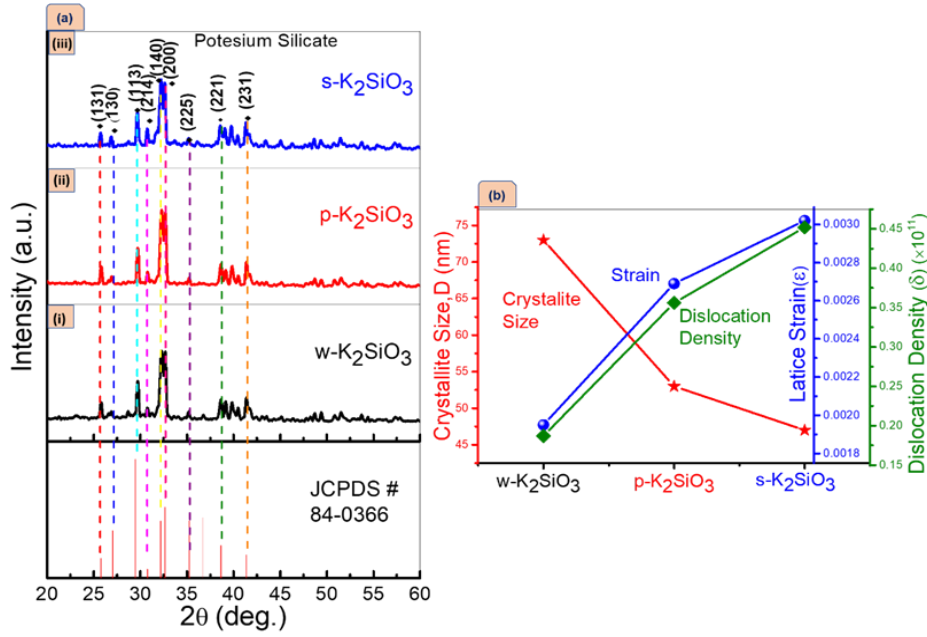 (a)
(iii)
Potesium Silicate
(131)
(130)
(113)
(214)
(140)
(200)
(225)
(221)
(231)
s-K₂SiO₃
(ii)
p-K₂SiO₃
(i)
w-K₂SiO₃
JCPDS #
84-0366
Intensity (a.u.)
20 25 30 35 40 45 50 55 60
2θ (deg.)
(b)
Crystallite Size,D (nm)
75
70
65
60
55
50
45
Crystalite
Size
Strain
Dislocation
Density
Latice Strain(ε)
0.0030
0.0028
0.0026
0.0024
0.0022
0.0020
0.0018
Dislocation Density (δ) (×10¹¹)
0.45
0.40
0.35
0.30
0.25
0.20
0.15
w-K₂SiO₃ p-K₂SiO₃ s-K₂SiO₃